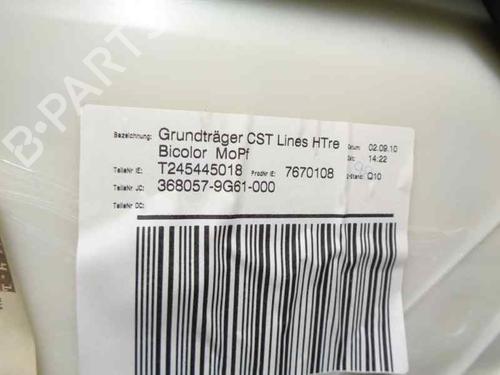 B-PARTS
Bezeichnung: Grundträger CST Lines HTre Datum: 02.09.10
Bicolor MoPf Zeit: 14:22
TeileNr IE: T245445018 ProdNr IE: 7670108 Z-Stand: Q10
TeileNr JC: 368057-9G61-000
TeileNr DC: